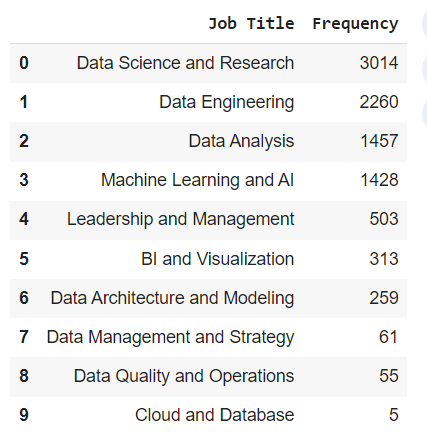 Job Title Frequency
0 Data Science and Research 3014
1 Data Engineering 2260
2 Data Analysis 1457
3 Machine Learning and AI 1428
4 Leadership and Management 503
5 BI and Visualization 313
6 Data Architecture and Modeling 259
7 Data Management and Strategy 61
8 Data Quality and Operations 55
9 Cloud and Database 5